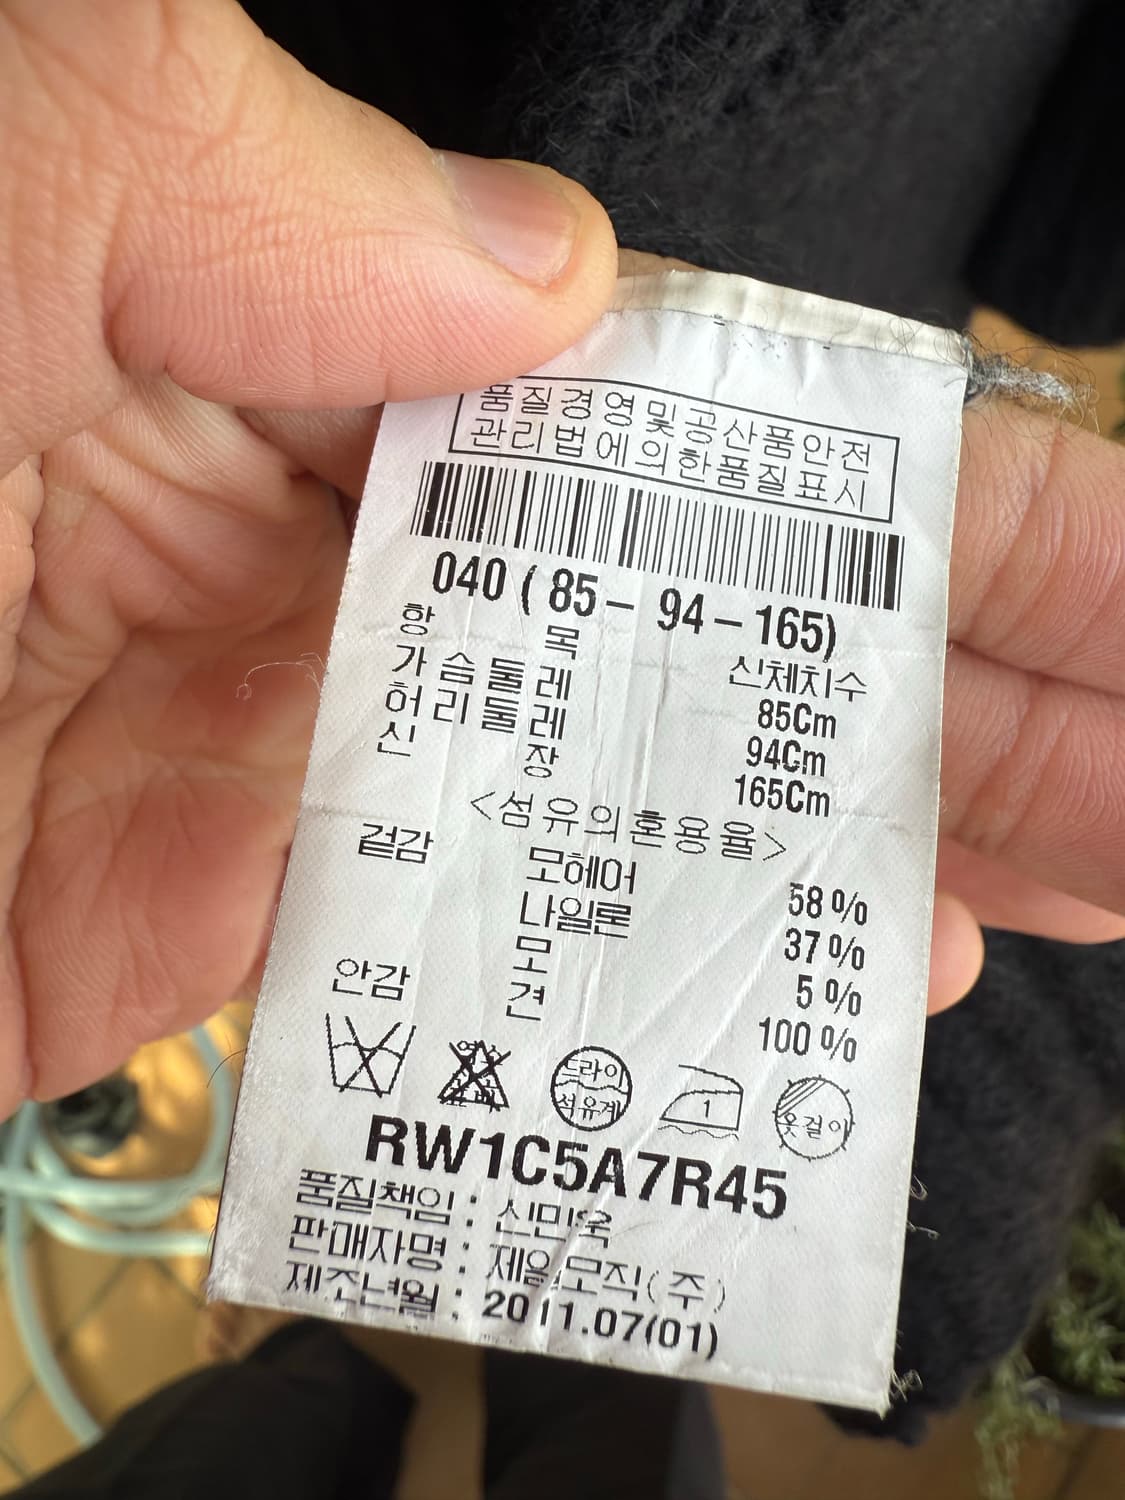 품질경영및공산품안전
관리법에의한품질표시
040 ( 85 - 94 - 165)
항 목 신체치수
가슴둘레 85Cm
허리둘레 94Cm
신 장 165Cm
<섬유의혼용율>
겉감 모헤어 58 %
나일론 37 %
모 5 %
안감 견 100 %
염소 표백
드라이
석유계
1
옷걸이
RW1C5A7R45
품질책임 : 신민욱
판매자명 : 제일모직(주)
제조년월 : 2011.07(01)